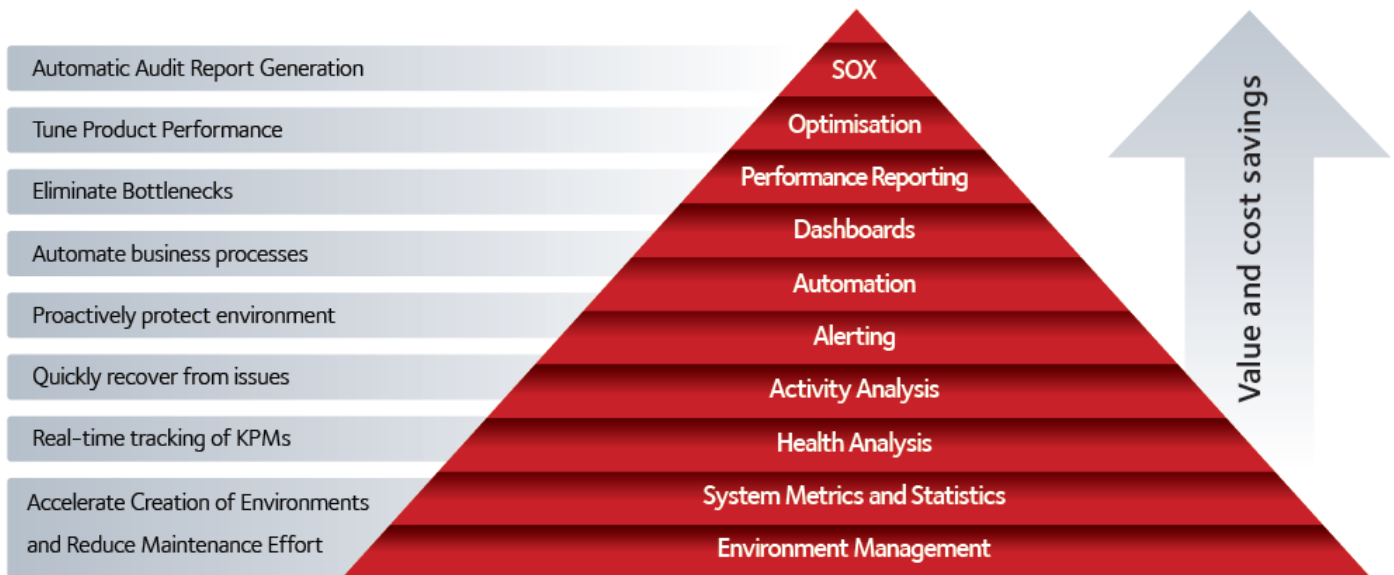 Automatic Audit Report Generation
Tune Product Performance
Eliminate Bottlenecks
Automate business processes
Proactively protect environment
Quickly recover from issues
Real-time tracking of KPMs
Accelerate Creation of Environments
and Reduce Maintenance Effort
SOX
Optimisation
Performance Reporting
Dashboards
Automation
Alerting
Activity Analysis
Health Analysis
System Metrics and Statistics
Environment Management
Value and cost savings